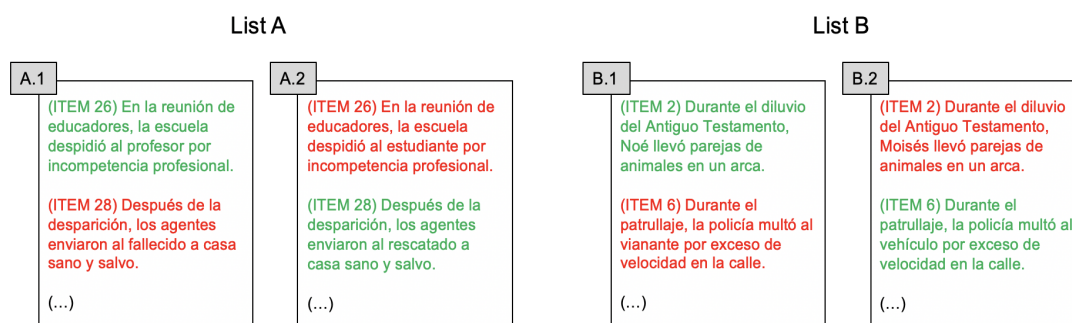 List A
List B
A.1
(ITEM 26) En la reunión de
educadores, la escuela
despidió al profesor por
incompetencia profesional.
(ITEM 28) Después de la
desparición, los agentes
enviaron al fallecido a casa
sano y salvo.
(...)
A.2
(ITEM 26) En la reunión de
educadores, la escuela
despidió al estudiante por
incompetencia profesional.
(ITEM 28) Después de la
desparición, los agentes
enviaron al rescatado a
casa sano y salvo.
(...)
B.1
(ITEM 2) Durante el diluvio
del Antiguo Testamento,
Noé llevó parejas de
animales en un arca.
(ITEM 6) Durante el
patrullaje, la policía multó al
vianante por exceso de
velocidad en la calle.
(...)
B.2
(ITEM 2) Durante el diluvio
del Antiguo Testamento,
Moisés llevó parejas de
animales en un arca.
(ITEM 6) Durante el
patrullaje, la policía multó al
vehículo por exceso de
velocidad en la calle.
(...)